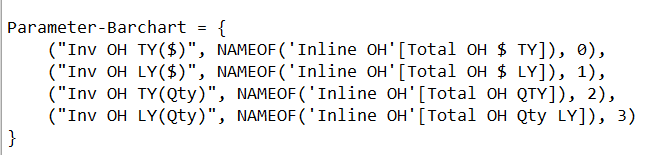 Parameter-Barchart = {
("Inv OH TY($)", NAMEOF('Inline OH'[Total OH $ TY]), 0),
("Inv OH LY($)", NAMEOF('Inline OH'[Total OH $ LY]), 1),
("Inv OH TY(Qty)", NAMEOF('Inline OH'[Total OH QTY]), 2),
("Inv OH LY(Qty)", NAMEOF('Inline OH'[Total OH Qty LY]), 3)
}